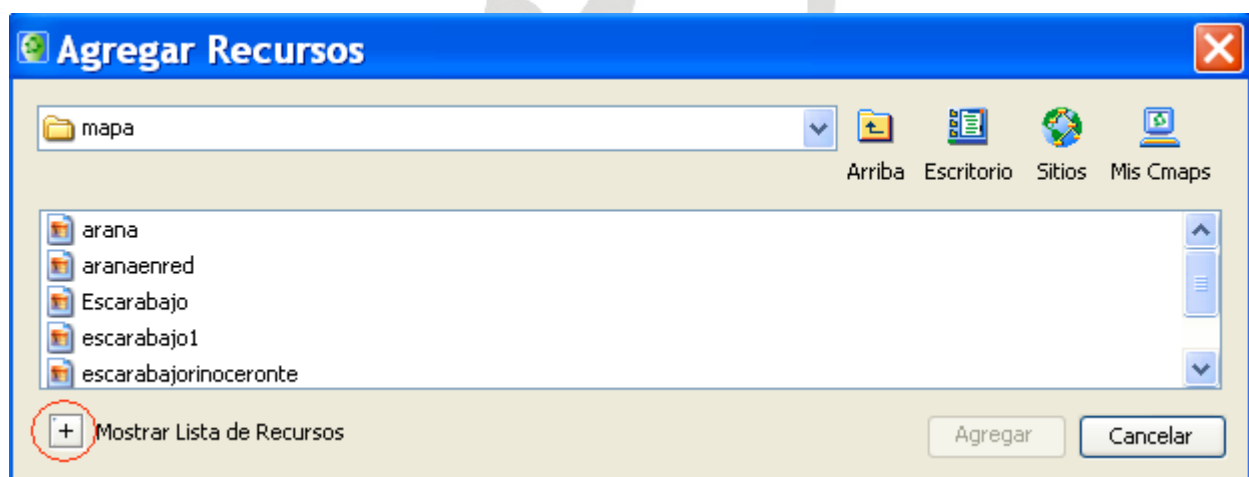 Agregar Recursos
mapa
Arriba Escritorio Sitios Mis Cmaps
arana
aranaenred
Escarabajo
escarabajo1
escarabajorinoceronte
+ Mostrar Lista de Recursos Agregar Cancelar